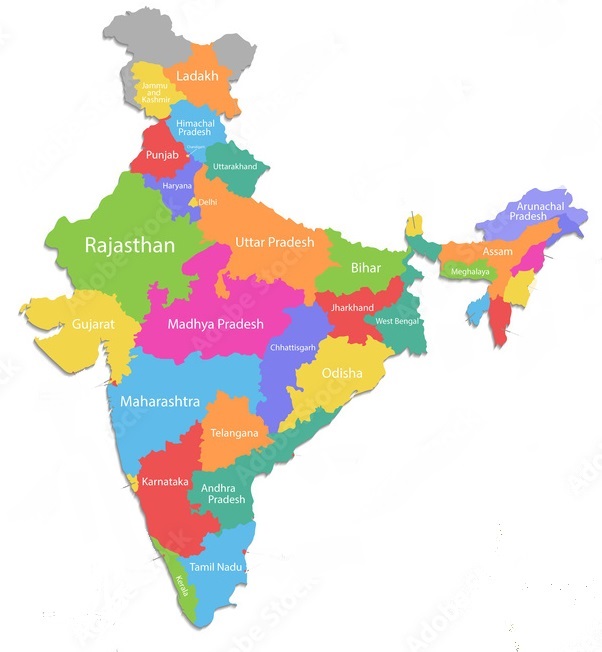 Ladakh
Jammu
and
Kashmir
Himachal
Pradesh
Chandigarh
Punjab
Uttarakhand
Haryana
Delhi
Arunachal
Pradesh
Rajasthan
Uttar Pradesh
Assam
Bihar
Meghalaya
Jharkhand
Gujarat
Madhya Pradesh
West Bengal
Chhattisgarh
Odisha
Maharashtra
Telangana
Karnataka
Andhra
Pradesh
Tamil Nadu
Kerala
Adobe Stock